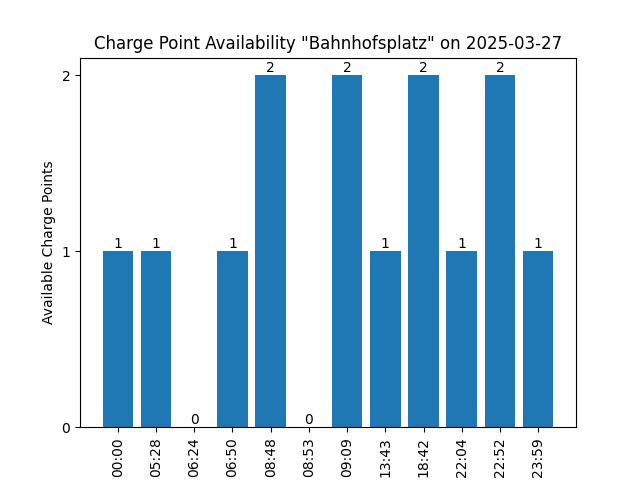 Charge Point Availability "Bahnhofsplatz" on 2025-03-27
Available Charge Points
2
1
0
1 1 0 1 2 0 2 1 2 1 2 1
00:00 05:28 06:24 06:50 08:48 08:53 09:09 13:43 18:42 22:04 22:52 23:59